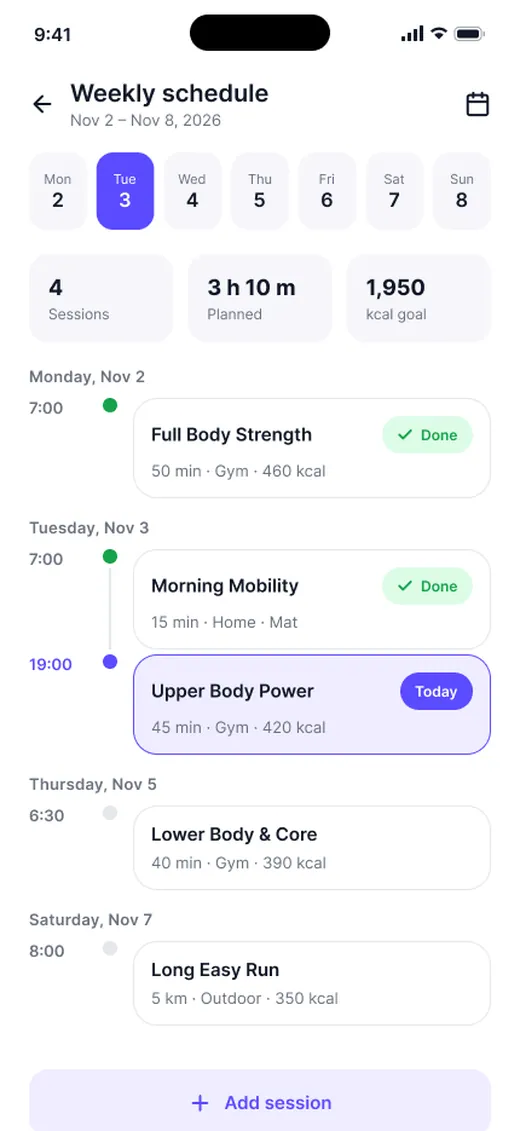 9:41
Weekly schedule
Nov 2 – Nov 8, 2026
Mon Tue Wed Thu Fri Sat Sun
2 3 4 5 6 7 8
4 3 h 10 m 1,950
Sessions Planned kcal goal
Monday, Nov 2
7:00
Full Body Strength Done
50 min · Gym · 460 kcal
Tuesday, Nov 3
7:00
Morning Mobility Done
15 min · Home · Mat
19:00
Upper Body Power Today
45 min · Gym · 420 kcal
Thursday, Nov 5
6:30
Lower Body & Core
40 min · Gym · 390 kcal
Saturday, Nov 7
8:00
Long Easy Run
5 km · Outdoor · 350 kcal
Add session